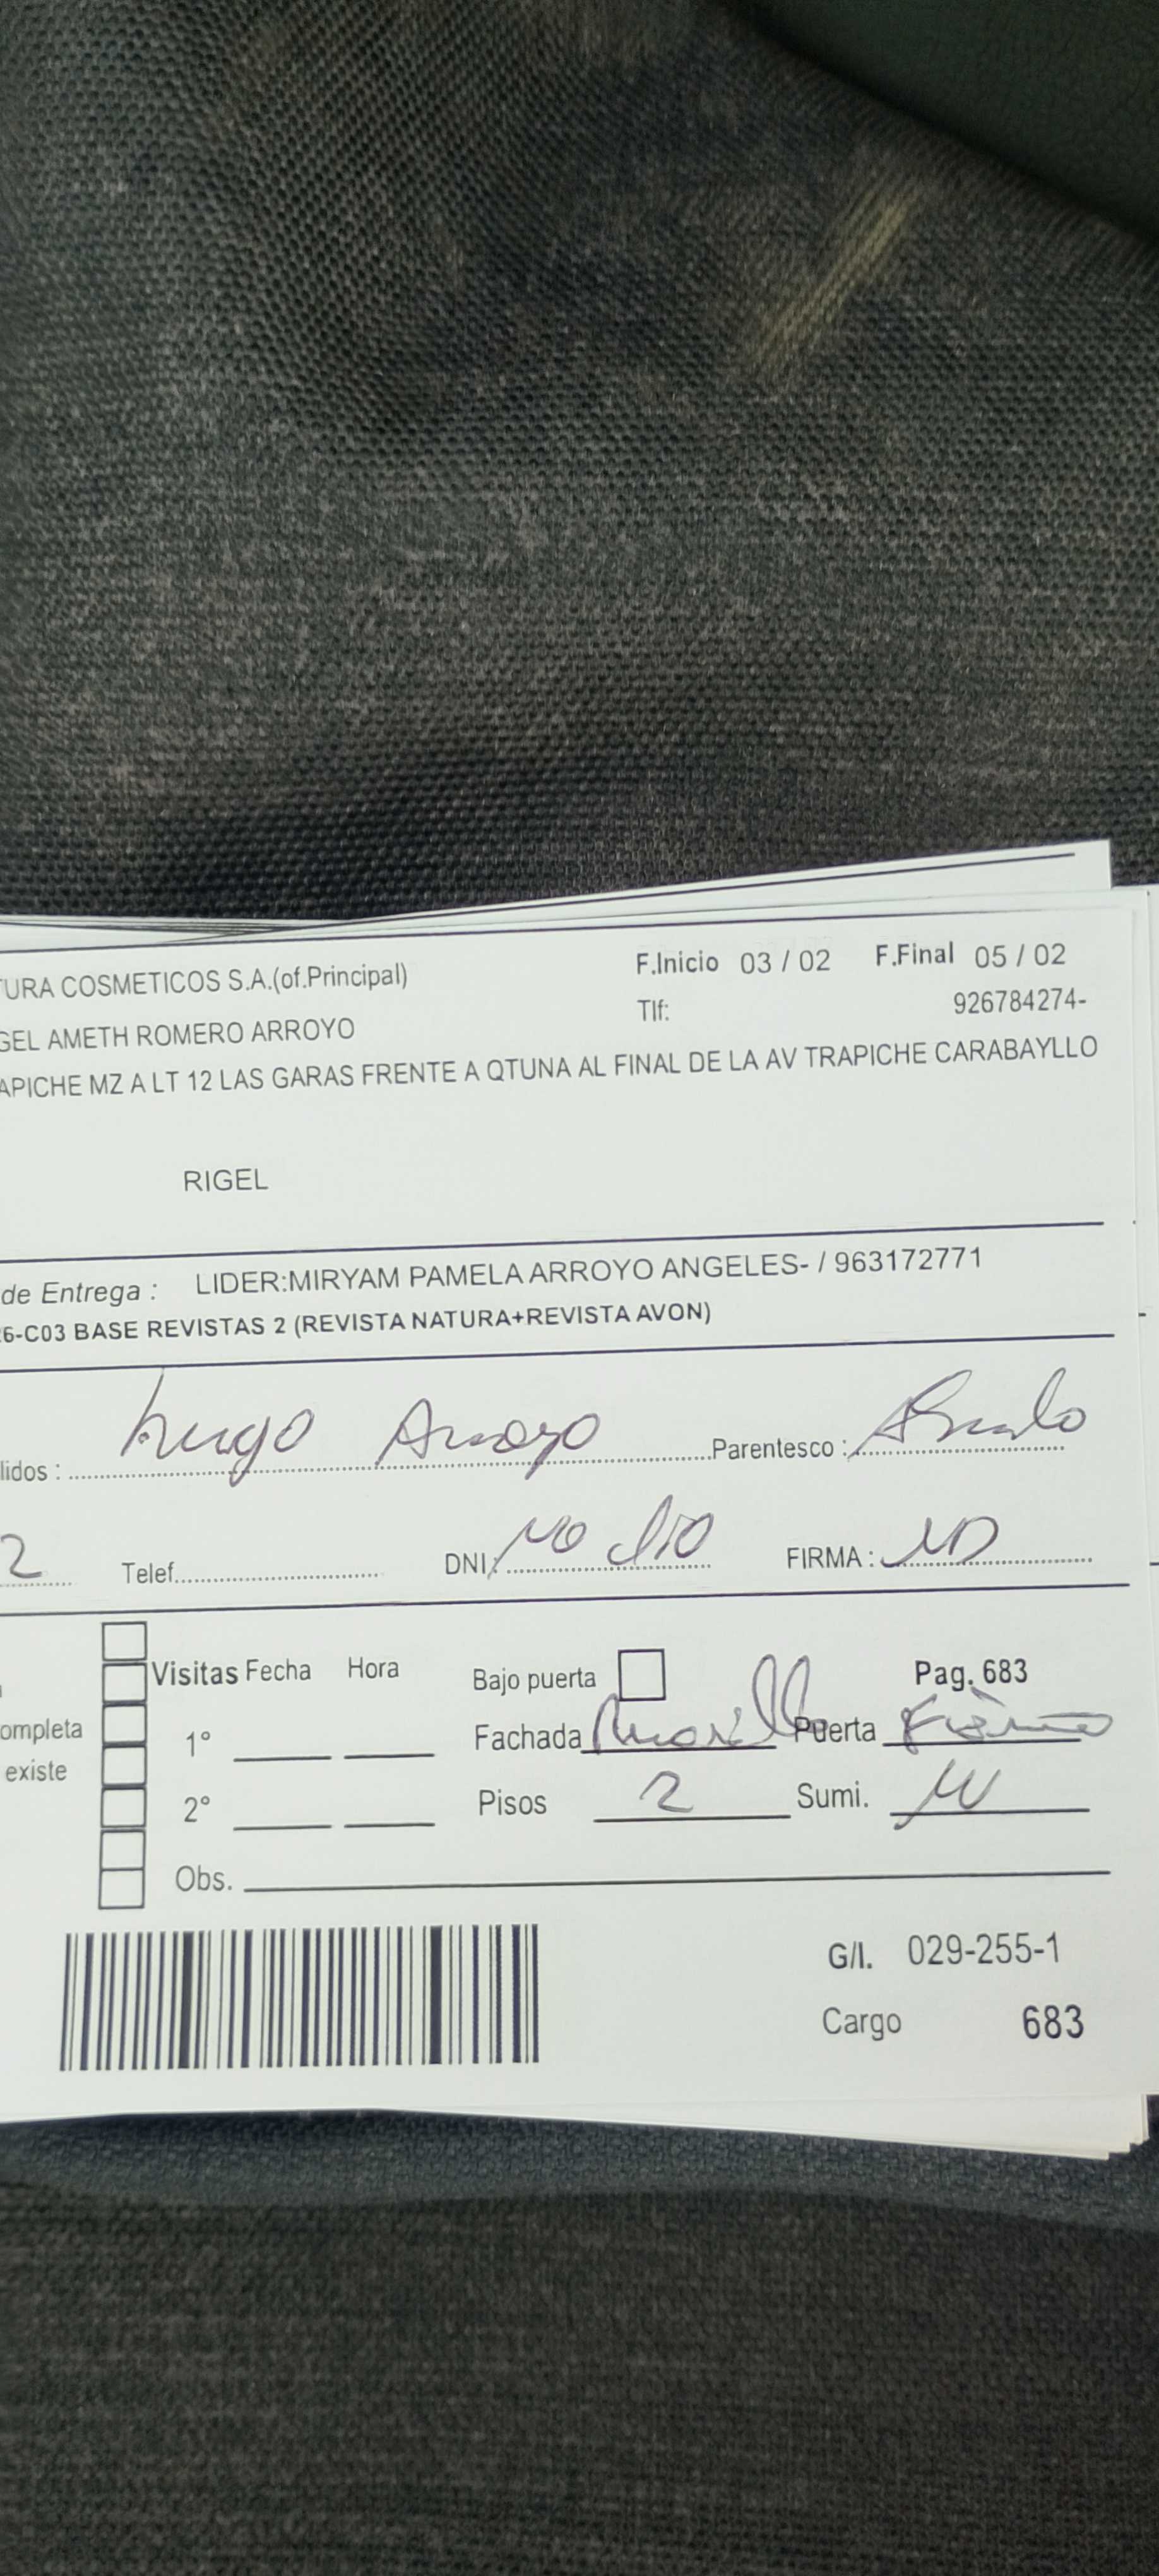 TURA COSMETICOS S.A.(of.Principal) F.Inicio 03 / 02 F.Final 05 / 02
GEL AMETH ROMERO ARROYO Tlf: 926784274-
APICHE MZ A LT 12 LAS GARAS FRENTE A QTUNA AL FINAL DE LA AV TRAPICHE CARABAYLLO
RIGEL
de Entrega : LIDER:MIRYAM PAMELA ARROYO ANGELES- / 963172771
6-C03 BASE REVISTAS 2 (REVISTA NATURA+REVISTA AVON)
lidos : Hugo Arroyo Parentesco :
2 Telef. DNI: no dio FIRMA :
Visitas Fecha Hora Bajo puerta Pag. 683
ompleta 1° Fachada Puerta
existe 2° Pisos 2 Sumi.
Obs.
G/I. 029-255-1
Cargo 683